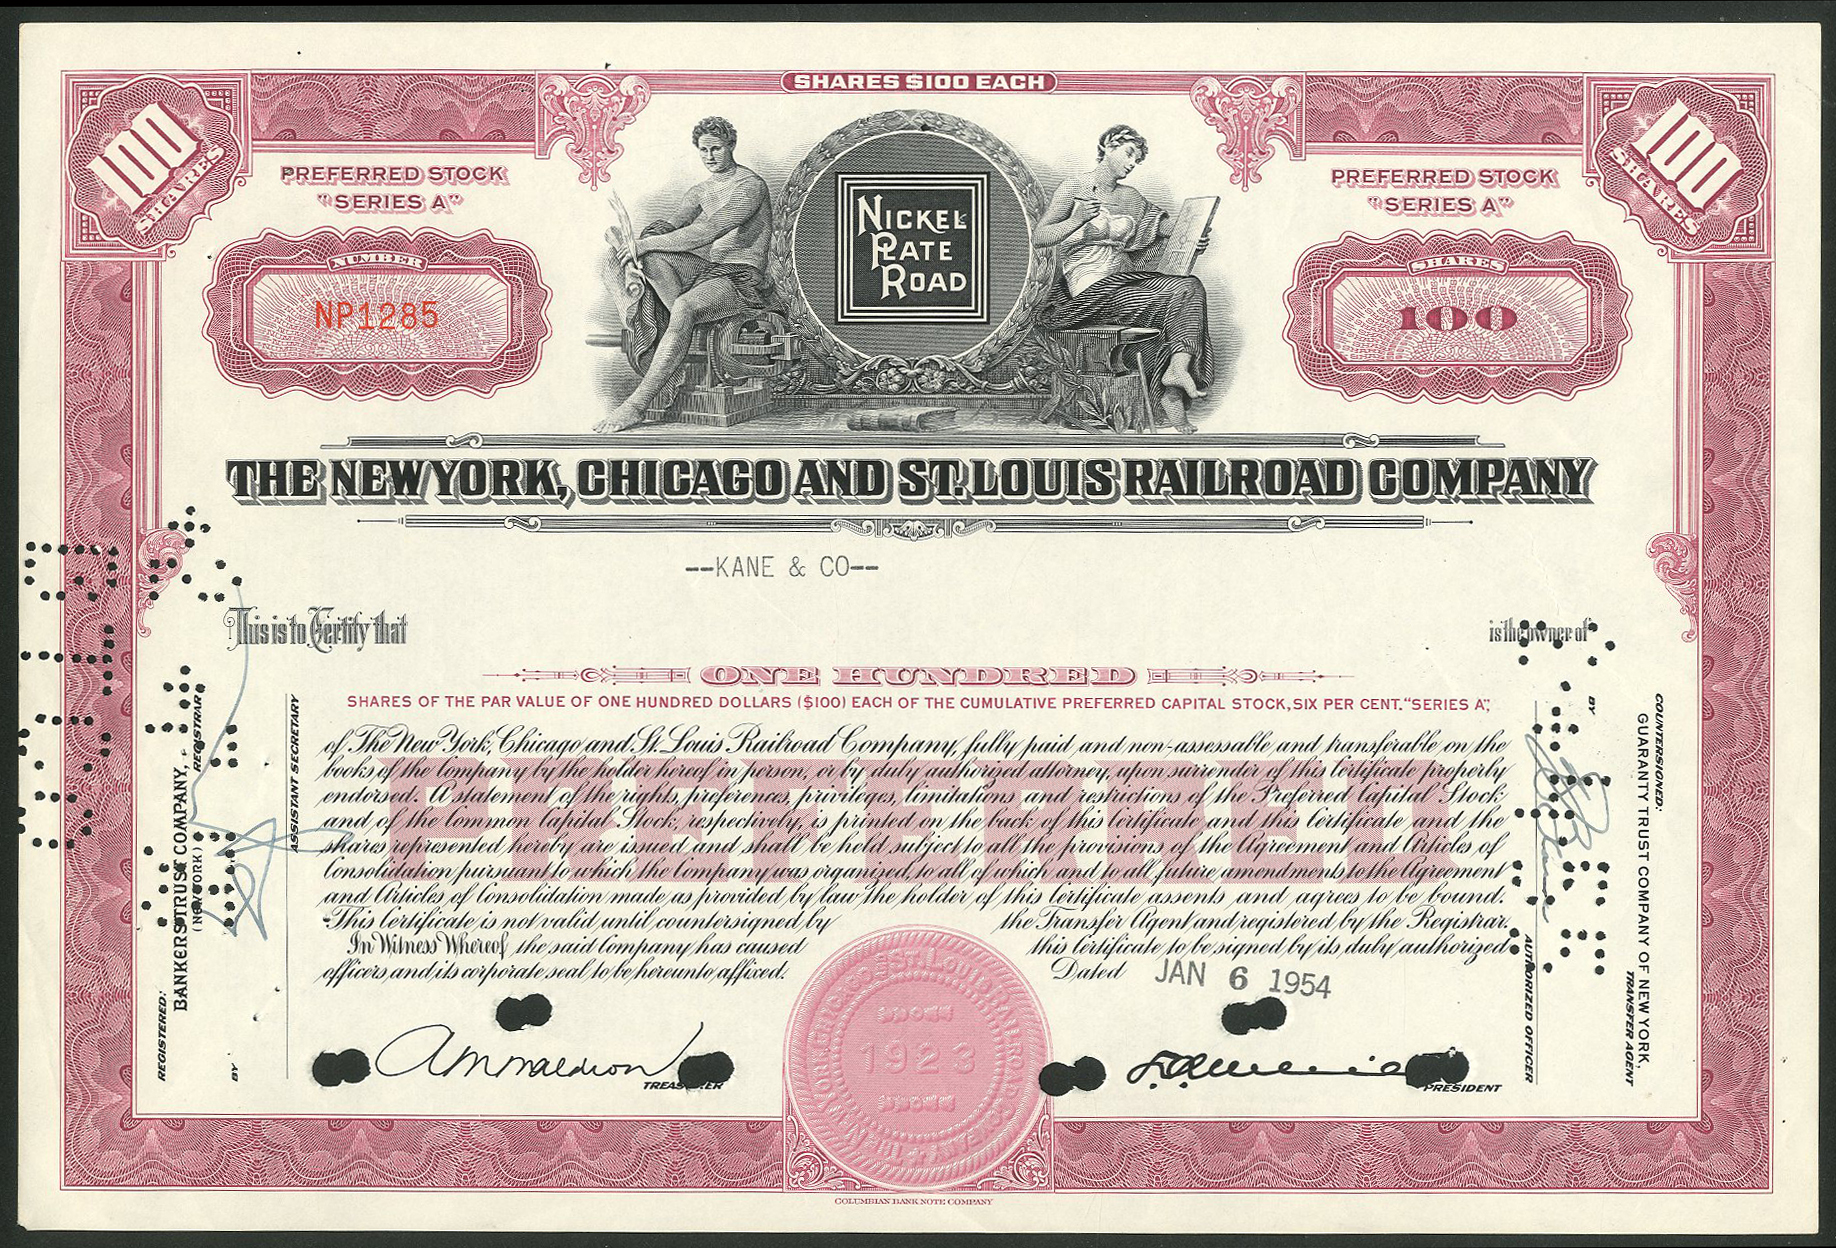 SHARES $100 EACH
100
SHARES
100
SHARES
PREFERRED STOCK
"SERIES A"
PREFERRED STOCK
"SERIES A"
NUMBER
NP1285
NICKEL
PLATE
ROAD
SHARES
100
THE NEW YORK, CHICAGO AND ST. LOUIS RAILROAD COMPANY
--KANE & CO--
This is to Certify that
is the owner of
ONE HUNDRED
SHARES OF THE PAR VALUE OF ONE HUNDRED DOLLARS ($100) EACH OF THE CUMULATIVE PREFERRED CAPITAL STOCK, SIX PER CENT. "SERIES A",
PREFERRED
of The New York, Chicago and St. Louis Railroad Company, fully paid and non-assessable and transferable on the
books of the Company by the holder hereof in person, or by duly authorized attorney, upon surrender of this Certificate properly
endorsed. A statement of the rights, preferences, privileges, limitations and restrictions of the Preferred Capital Stock
and of the Common Capital Stock, respectively, is printed on the back of this Certificate and this Certificate and the
shares represented hereby are issued and shall be held subject to all the provisions of the Agreement and Articles of
Consolidation pursuant to which the Company was organized, to all of which and to all future amendments to the Agreement
and Articles of Consolidation made as provided by law the holder of this Certificate assents and agrees to be bound.
This Certificate is not valid until countersigned by the Transfer Agent and registered by the Registrar.
In Witness Whereof the said Company has caused this Certificate to be signed by its duly authorized
officers and its corporate seal to be hereunto affixed. Dated JAN 6 1954
1923
TREASURER
PRESIDENT
REGISTERED:
BANKERS TRUST COMPANY,
(NEW YORK)
REGISTRAR
BY
ASSISTANT SECRETARY
COUNTERSIGNED:
GUARANTY TRUST COMPANY OF NEW YORK,
TRANSFER AGENT
BY
AUTHORIZED OFFICER
COLUMBIAN BANK NOTE COMPANY